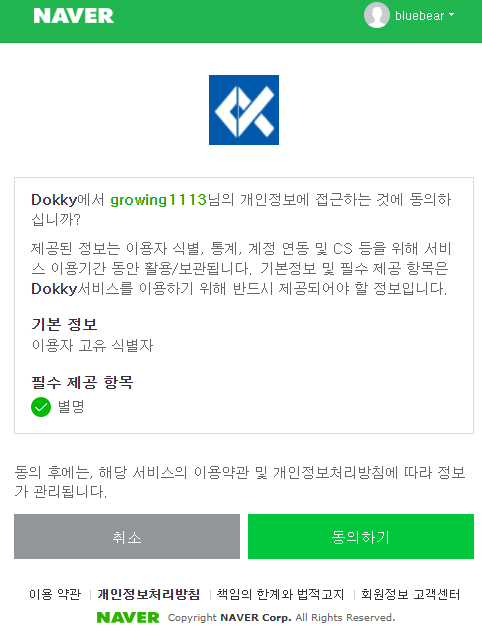 NAVER
bluebear
Dokky에서 growing1113님의 개인정보에 접근하는 것에 동의하
십니까?
제공된 정보는 이용자 식별, 통계, 계정 연동 및 CS 등을 위해 서비
스 이용기간 동안 활용/보관됩니다. 기본정보 및 필수 제공 항목은
Dokky서비스를 이용하기 위해 반드시 제공되어야 할 정보입니다.
기본 정보
이용자 고유 식별자
필수 제공 항목
별명
동의 후에는, 해당 서비스의 이용약관 및 개인정보처리방침에 따라 정보
가 관리됩니다.
취소
동의하기
이용 약관 | 개인정보처리방침 | 책임의 한계와 법적고지 | 회원정보 고객센터
NAVER Copyright NAVER Corp. All Rights Reserved.